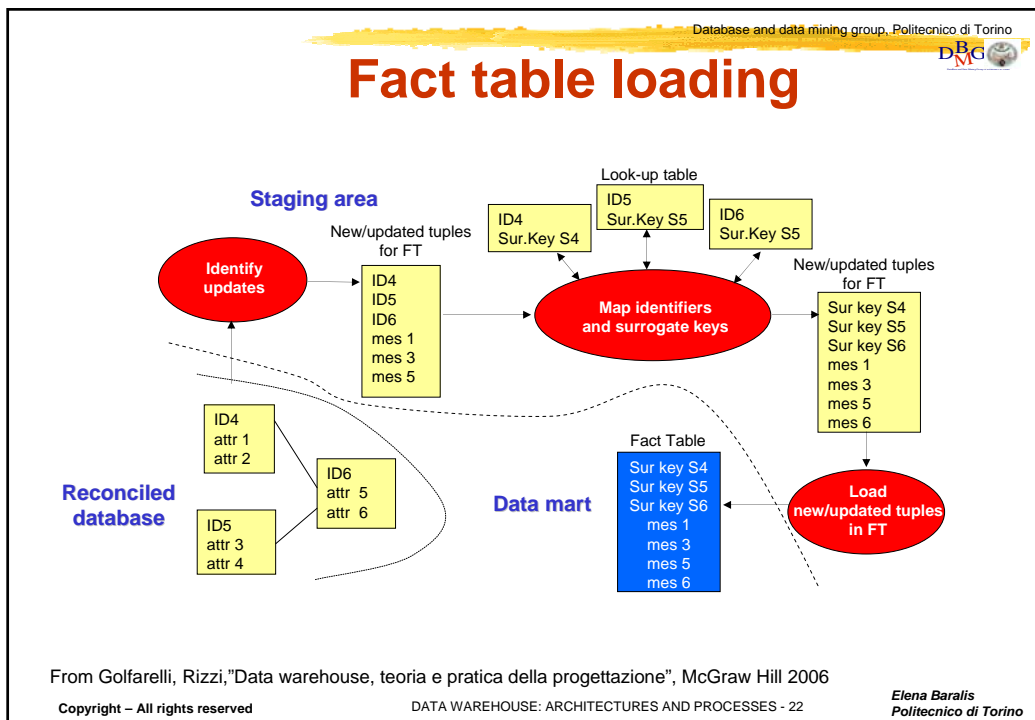 Database and data mining group, Politecnico di Torino
DBMG
Fact table loading
Staging area
Look-up table
ID4
Sur.Key S4
ID5
Sur.Key S5
ID6
Sur.Key S5
Identify
updates
New/updated tuples
for FT
ID4
ID5
ID6
mes 1
mes 3
mes 5
Map identifiers
and surrogate keys
New/updated tuples
for FT
Sur key S4
Sur key S5
Sur key S6
mes 1
mes 3
mes 5
mes 6
Reconciled
database
ID4
attr 1
attr 2
ID5
attr 3
attr 4
ID6
attr 5
attr 6
Data mart
Fact Table
Sur key S4
Sur key S5
Sur key S6
mes 1
mes 3
mes 5
mes 6
Load
new/updated tuples
in FT
From Golfarelli, Rizzi,"Data warehouse, teoria e pratica della progettazione", McGraw Hill 2006
Copyright – All rights reserved
DATA WAREHOUSE: ARCHITECTURES AND PROCESSES - 22
Elena Baralis
Politecnico di Torino